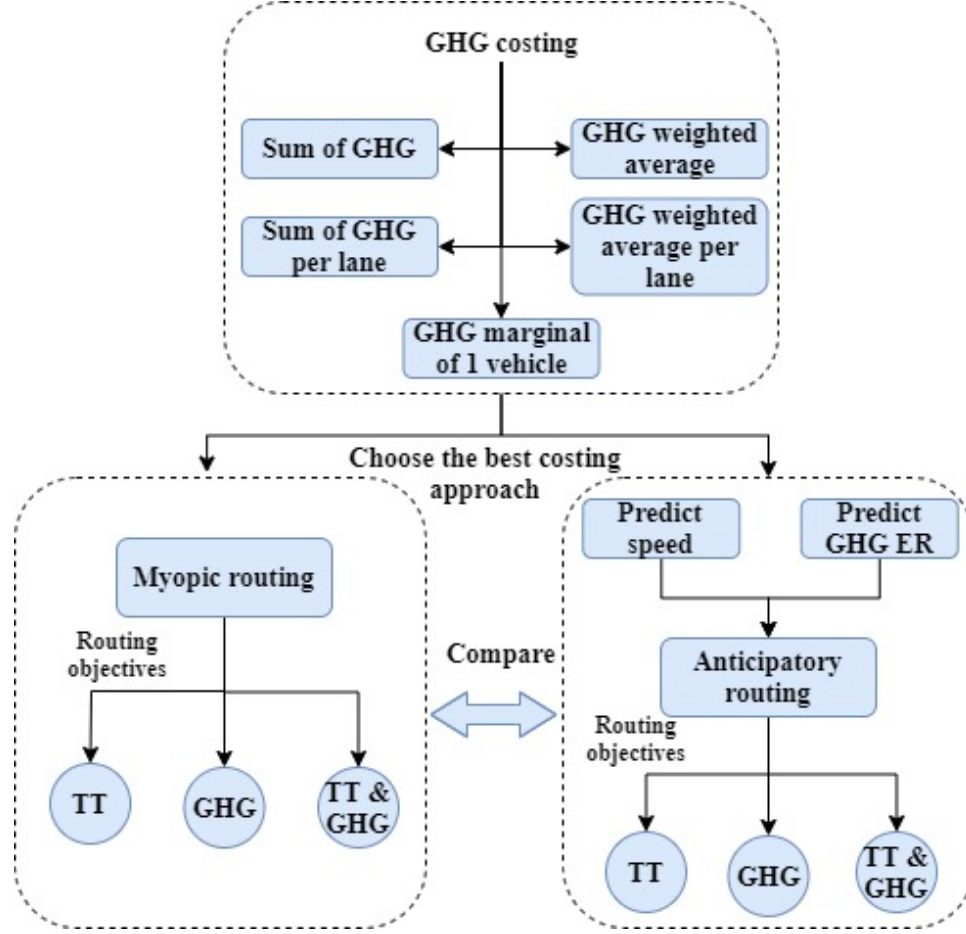 GHG costing
Sum of GHG
GHG weighted
average
Sum of GHG
per lane
GHG weighted
average per
lane
GHG marginal
of 1 vehicle
Choose the best costing
approach
Myopic routing
Routing
objectives
TT
GHG
TT &
GHG
Compare
Predict
speed
Predict
GHG ER
Anticipatory
routing
Routing
objectives
TT
GHG
TT &
GHG